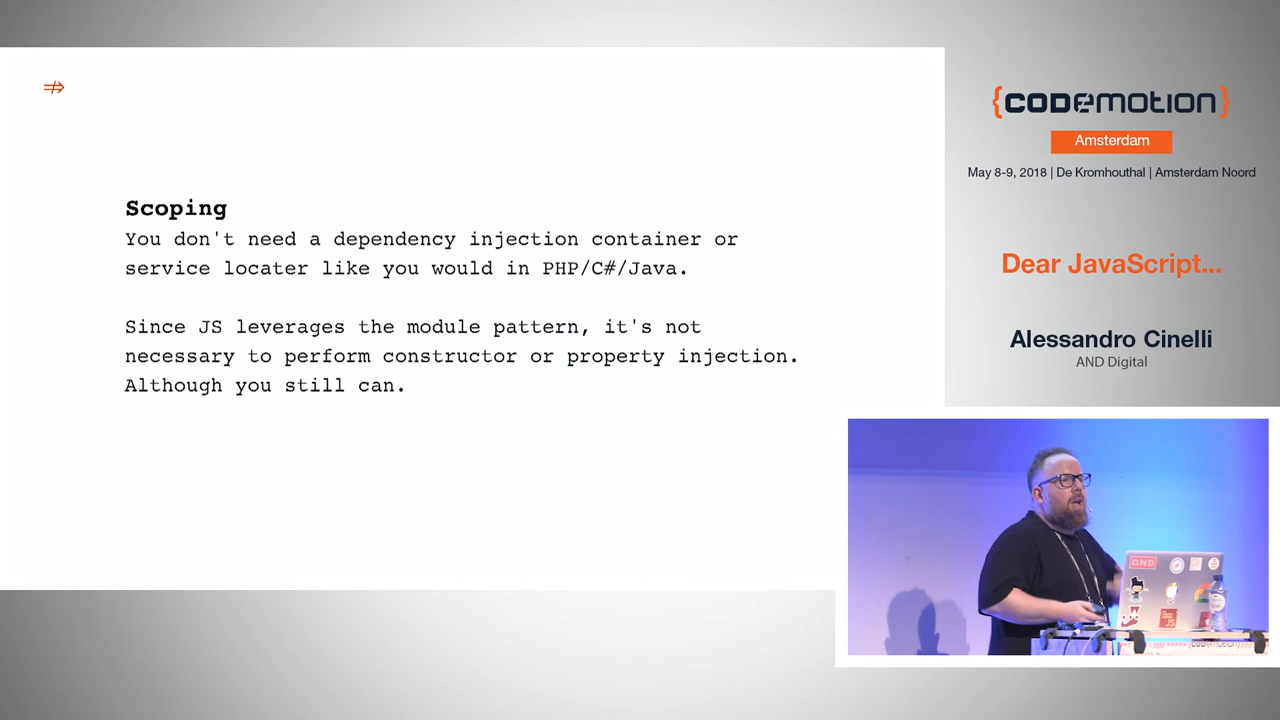 ⇏
Scoping
You don't need a dependency injection container or
service locater like you would in PHP/C#/Java.
Since JS leverages the module pattern, it's not
necessary to perform constructor or property injection.
Although you still can.
{CODEMOTION}
Amsterdam
May 8-9, 2018 | De Kromhouthal | Amsterdam Noord
Dear JavaScript...
Alessandro Cinelli
AND Digital
AND
JS